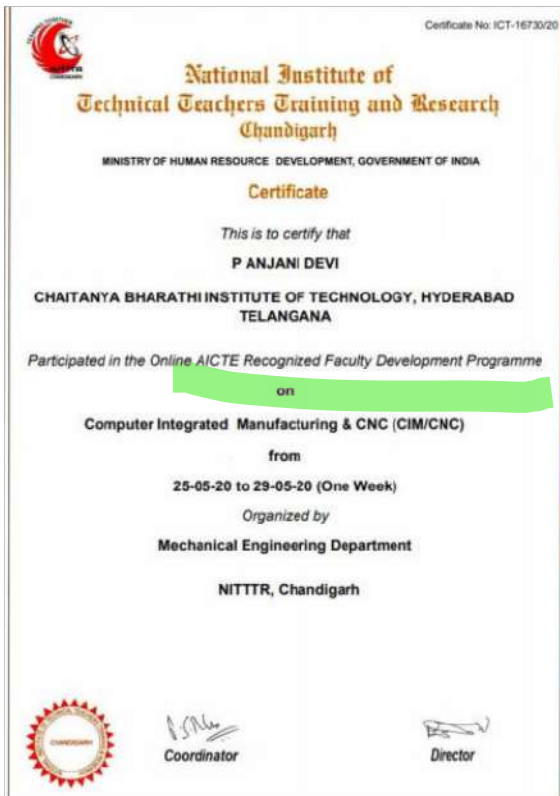 Certificate No: ICT-16730/20
NITTTR
CHANDIGARH
National Institute of
Technical Teachers Training and Research
Chandigarh
MINISTRY OF HUMAN RESOURCE DEVELOPMENT, GOVERNMENT OF INDIA
Certificate
This is to certify that
P ANJANI DEVI
CHAITANYA BHARATHI INSTITUTE OF TECHNOLOGY, HYDERABAD
TELANGANA
Participated in the Online AICTE Recognized Faculty Development Programme
on
Computer Integrated Manufacturing & CNC (CIM/CNC)
from
25-05-20 to 29-05-20 (One Week)
Organized by
Mechanical Engineering Department
NITTTR, Chandigarh
CHANDIGARH
Coordinator
Director